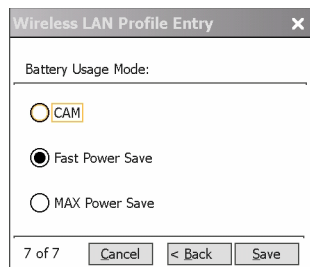 Wireless LAN Profile Entry
Battery Usage Mode:
CAM
Fast Power Save
MAX Power Save
7 of 7 Cancel < Back Save